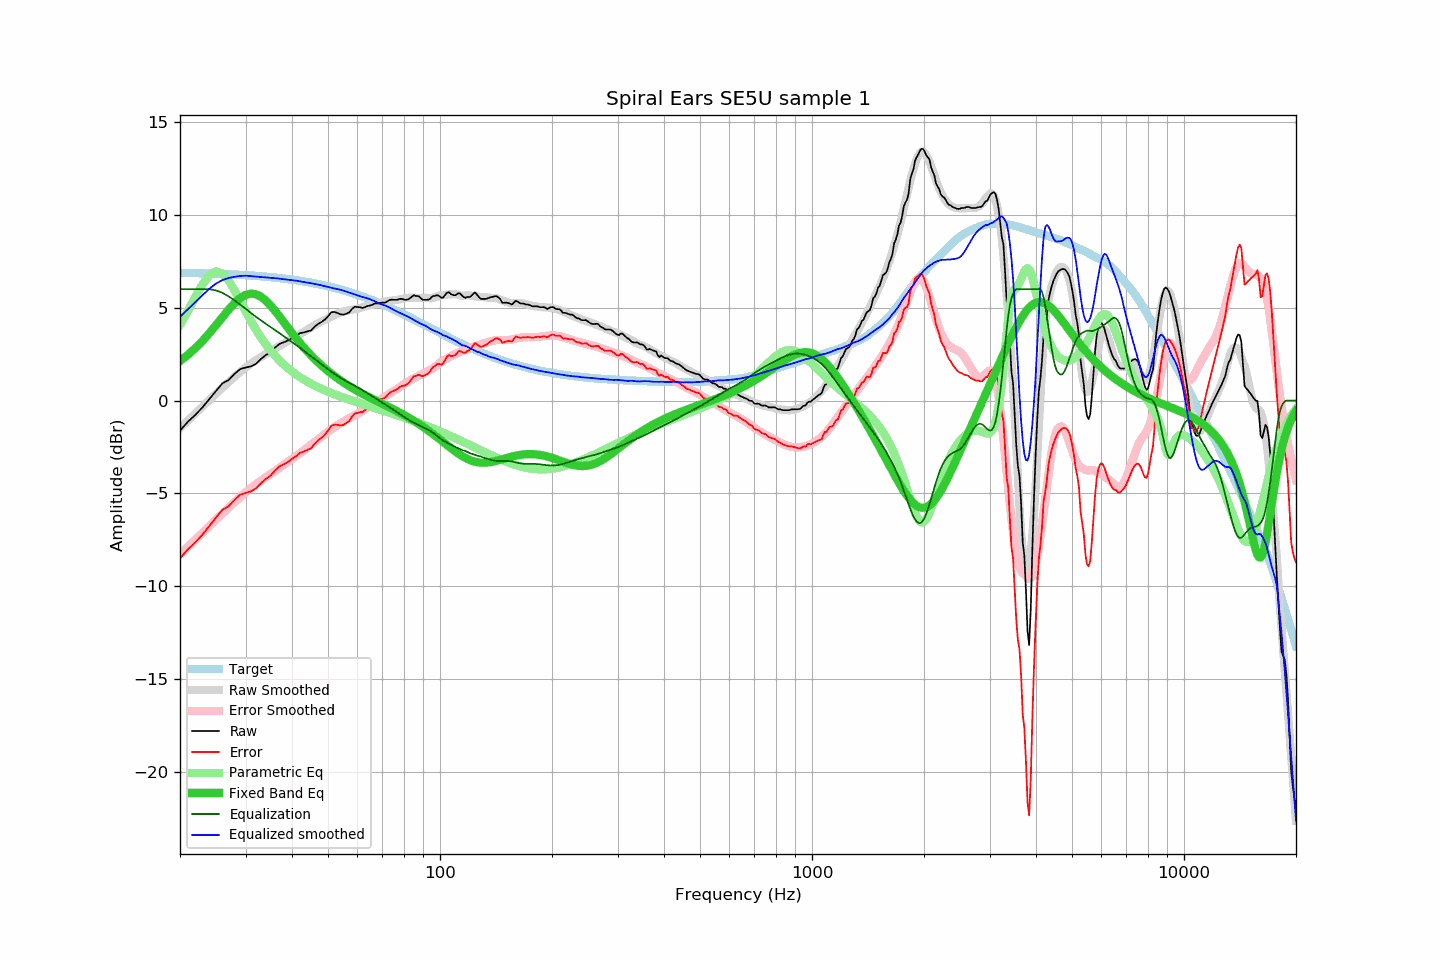 Spiral Ears SE5U sample 1
15
10
5
0
−5
−10
−15
−20
Amplitude (dBr)
Target
Raw Smoothed
Error Smoothed
Raw
Error
Parametric Eq
Fixed Band Eq
Equalization
Equalized smoothed
100
1000
10000
Frequency (Hz)